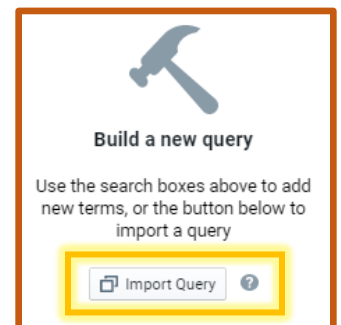 Build a new query
Use the search boxes above to add
new terms, or the button below to
import a query
Import Query ?